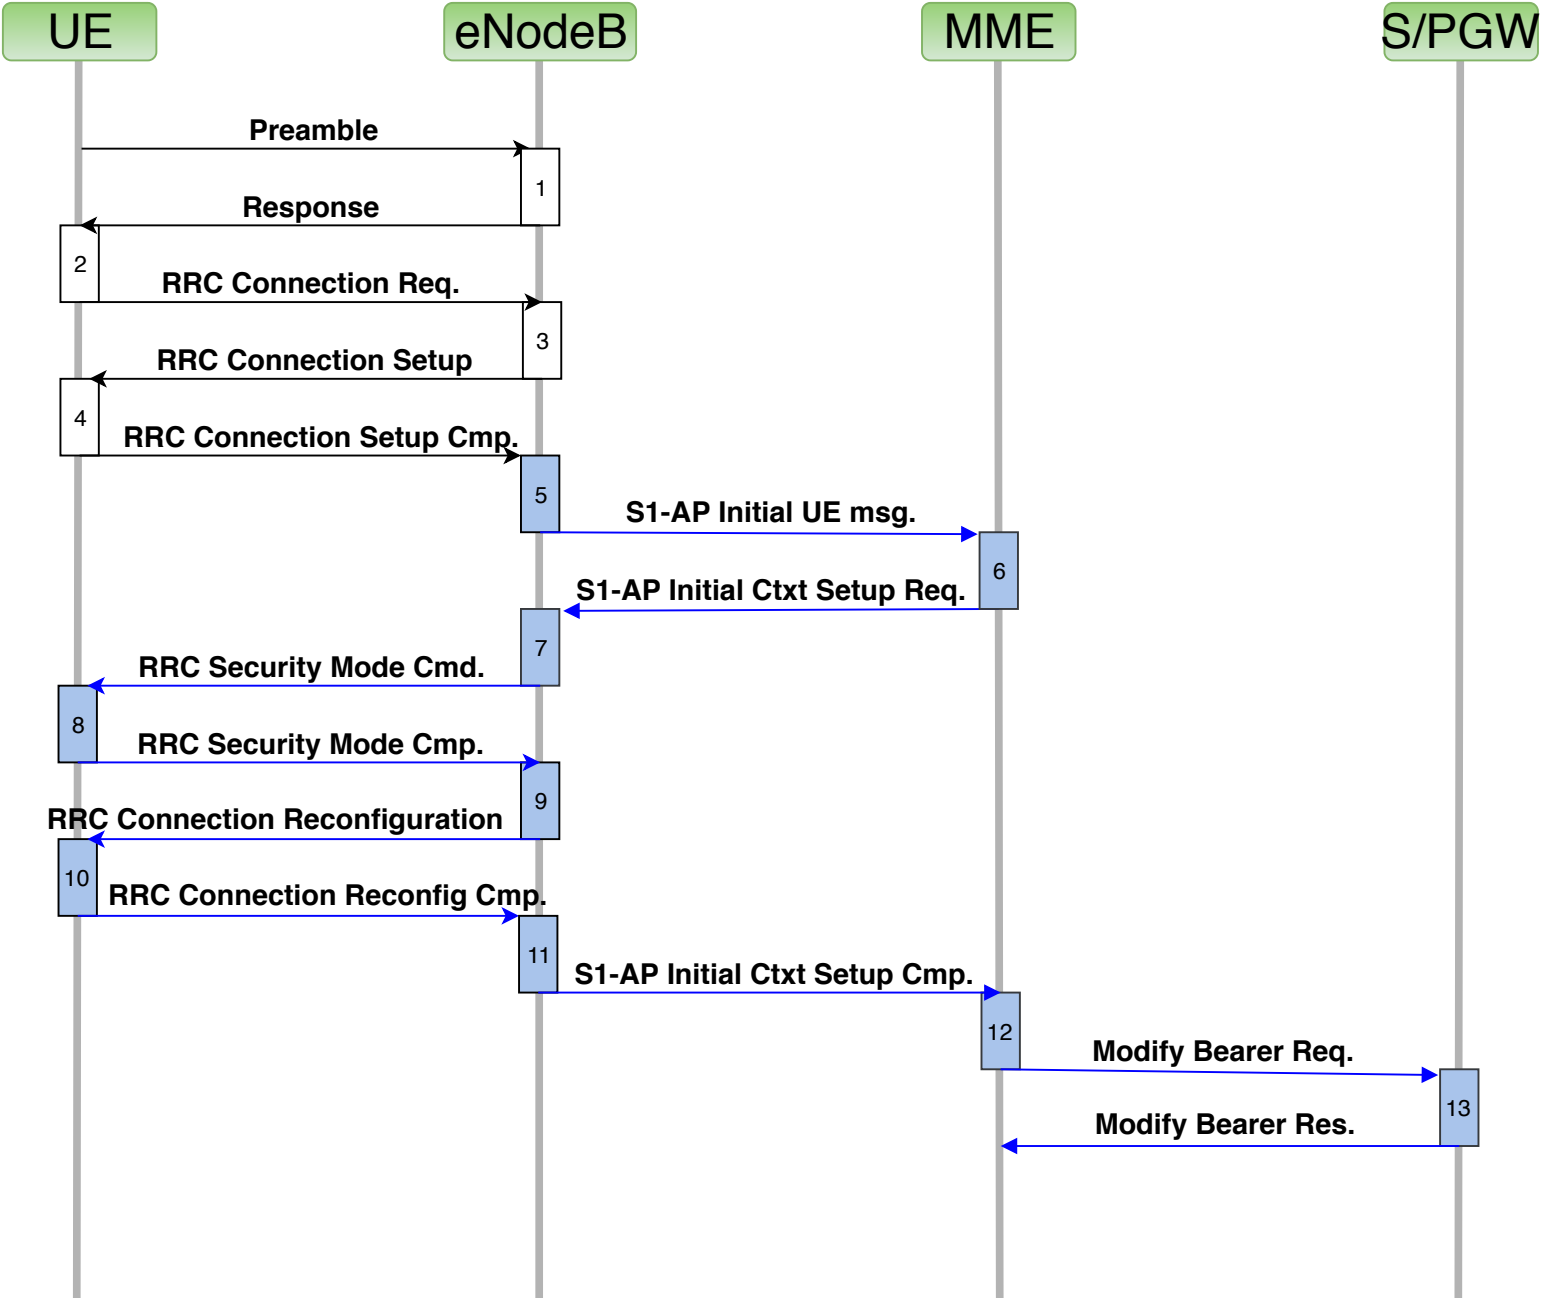 UE
eNodeB
MME
S/PGW
Preamble
1
Response
2
RRC Connection Req.
3
RRC Connection Setup
4
RRC Connection Setup Cmp.
5
S1-AP Initial UE msg.
6
S1-AP Initial Ctxt Setup Req.
7
RRC Security Mode Cmd.
8
RRC Security Mode Cmp.
9
RRC Connection Reconfiguration
10
RRC Connection Reconfig Cmp.
11
S1-AP Initial Ctxt Setup Cmp.
12
Modify Bearer Req.
13
Modify Bearer Res.